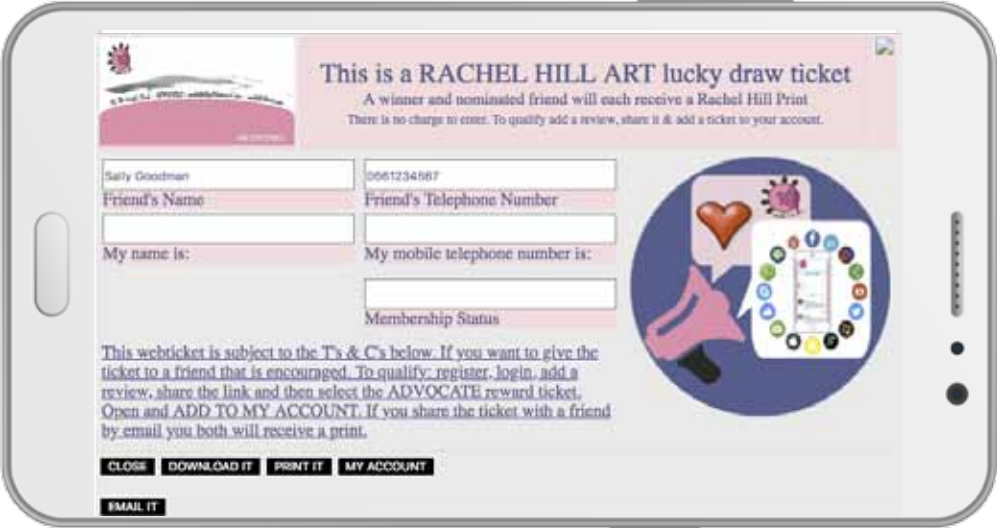 This is a RACHEL HILL ART lucky draw ticket
A winner and nominated friend will each receive a Rachel Hill Print
There is no charge to enter. To qualify add a review, share it & add a ticket to your account.
Sally Goodman
0661234567
Friend's Name
Friend's Telephone Number
My name is:
My mobile telephone number is:
Membership Status
This webticket is subject to the T's & C's below. If you want to give the
ticket to a friend that is encouraged. To qualify: register, login, add a
review, share the link and then select the ADVOCATE reward ticket.
Open and ADD TO MY ACCOUNT. If you share the ticket with a friend
by email you both will receive a print.
CLOSE DOWNLOAD IT PRINT IT MY ACCOUNT
EMAIL IT